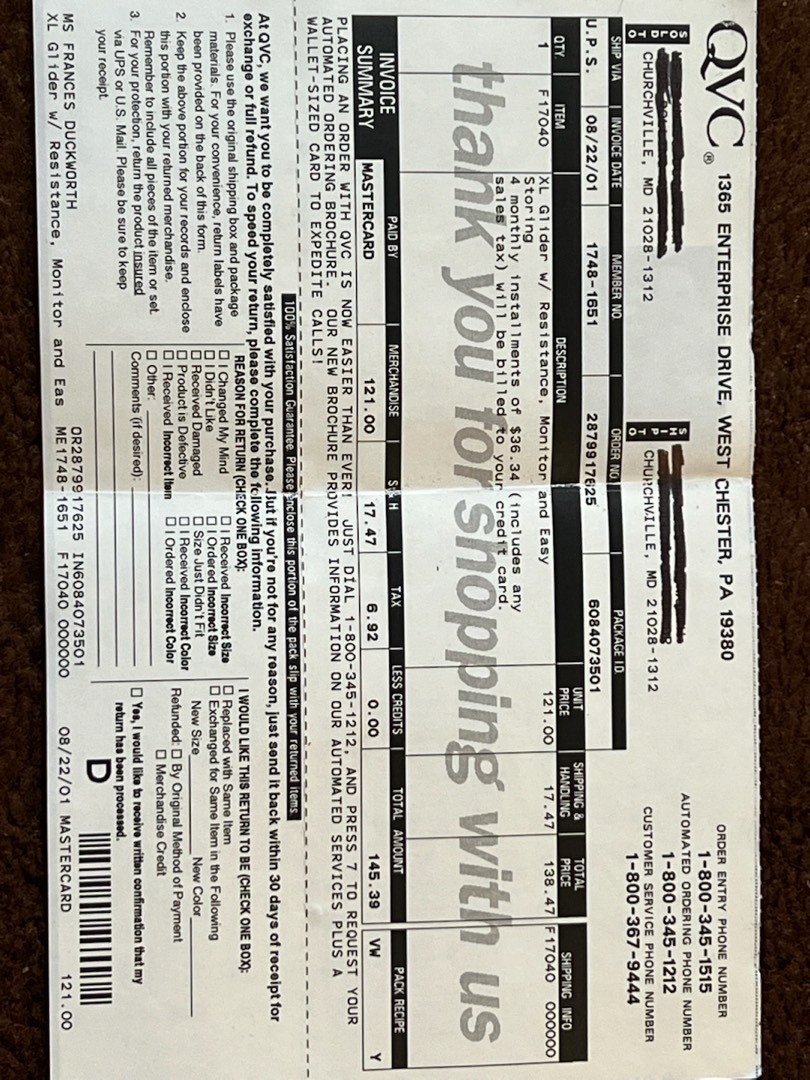 QVC® 1365 ENTERPRISE DRIVE, WEST CHESTER, PA 19380
ORDER ENTRY PHONE NUMBER
1-800-345-1515
AUTOMATED ORDERING PHONE NUMBER
1-800-345-1212
CUSTOMER SERVICE PHONE NUMBER
1-800-367-9444
SOLD TO
CHURCHVILLE, MD 21028-1312
SHIP TO
CHURCHVILLE, MD 21028-1312
SHIP VIA INVOICE DATE MEMBER NO. ORDER NO. PACKAGE ID
U.P.S. 08/22/01 1748-1651 2879917625 6084073501
QTY. ITEM DESCRIPTION UNIT PRICE SHIPPING & HANDLING TOTAL PRICE SHIPPING INFO
1 F17040 XL Glider w/ Resistance, Monitor and Easy 121.00 17.47 138.47 F17040 000000
Storing
4 monthly installments of $36.34 (includes any
sales tax) will be billed to your credit card.
thank you for shopping with us
INVOICE SUMMARY PAID BY MERCHANDISE S & H TAX LESS CREDITS TOTAL AMOUNT PACK RECIPE
MASTERCARD 121.00 17.47 6.92 0.00 145.39 VW Y
PLACING AN ORDER WITH QVC IS NOW EASIER THAN EVER! JUST DIAL 1-800-345-1212, AND PRESS 7 TO REQUEST YOUR
AUTOMATED ORDERING BROCHURE. OUR NEW BROCHURE PROVIDES INFORMATION ON OUR AUTOMATED SERVICES PLUS A
WALLET-SIZED CARD TO EXPEDITE CALLS!
100% Satisfaction Guarantee. Please enclose this portion of the pack slip with your returned items.
At QVC, we want you to be completely satisfied with your purchase. But if you're not for any reason, just send it back within 30 days of receipt for
exchange or full refund. To speed your return, please complete the following information.
1. Please use the original shipping box and package
materials. For your convenience, return labels have
been provided on the back of this form.
2. Keep the above portion for your records and enclose
this portion with your returned merchandise.
Remember to include all pieces of the item or set.
3. For your protection, return the product insured
via UPS or U.S. Mail. Please be sure to keep
your receipt.
REASON FOR RETURN (CHECK ONE BOX):
I Changed My Mind
I Didn't Like
Received Damaged
Product is Defective
I Received Incorrect Item
Other:
Comments (if desired):
I Received Incorrect Size
I Ordered Incorrect Size
Size Just Didn't Fit
I Received Incorrect Color
I Ordered Incorrect Color
I WOULD LIKE THIS RETURN TO BE (CHECK ONE BOX):
Replaced with Same Item
Exchanged for Same Item in the Following
New Size New Color
Refunded: By Original Method of Payment
Merchandise Credit
Yes, I would like to receive written confirmation that my
return has been processed.
D
MS FRANCES DUCKWORTH OR2879917625 IN6084073501 08/22/01 MASTERCARD 121.00
XL Glider w/ Resistance, Monitor and Eas ME1748-1651 F17040 000000